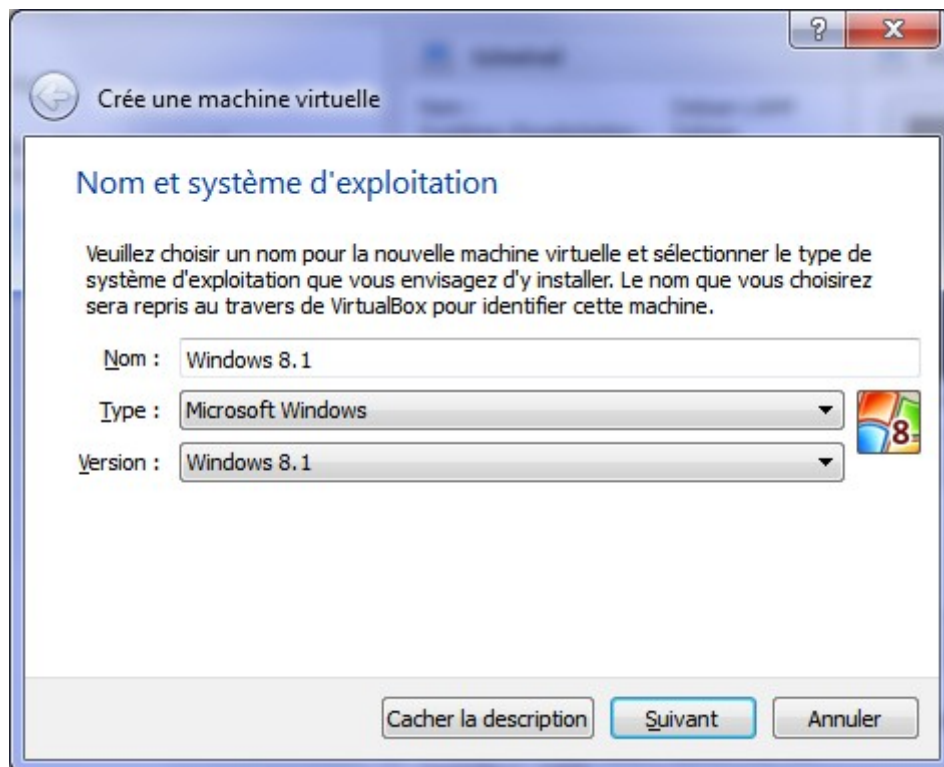 ?
X
Crée une machine virtuelle
Nom et système d'exploitation
Veuillez choisir un nom pour la nouvelle machine virtuelle et sélectionner le type de
système d'exploitation que vous envisagez d'y installer. Le nom que vous choisirez
sera repris au travers de VirtualBox pour identifier cette machine.
Nom : Windows 8.1
Type : Microsoft Windows
8
Version : Windows 8.1
Cacher la description Suivant Annuler